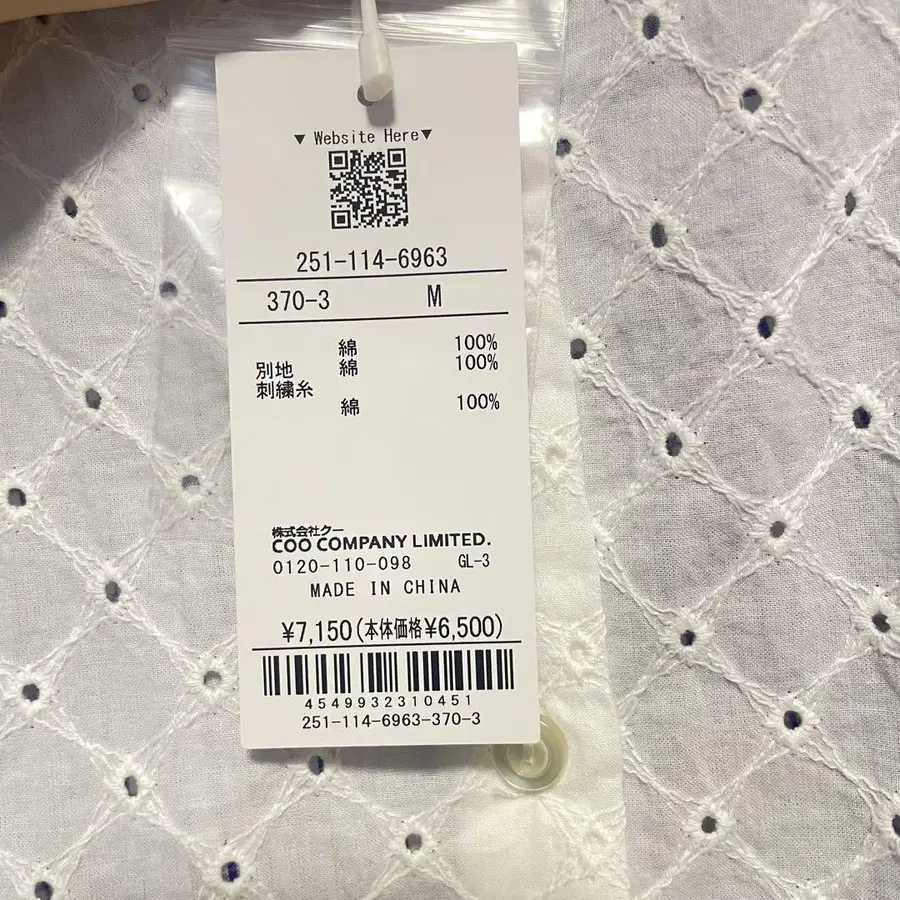 ▼ Website Here▼
251-114-6963
370-3 M
綿 100%
別地 綿 100%
刺繍糸
綿 100%
株式会社クー
COO COMPANY LIMITED.
0120-110-098 GL-3
MADE IN CHINA
¥7,150(本体価格¥6,500)
4549932310451
251-114-6963-370-3